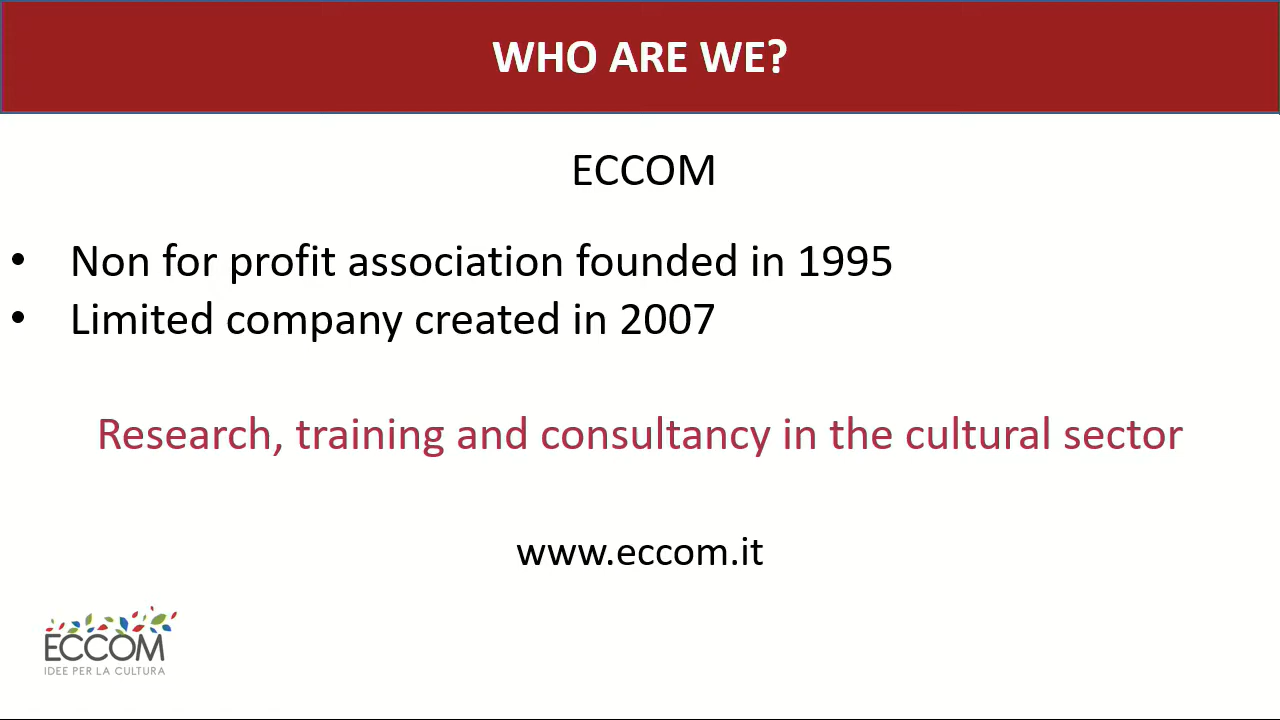 WHO ARE WE?
ECCOM
• Non for profit association founded in 1995
• Limited company created in 2007
Research, training and consultancy in the cultural sector
www.eccom.it
ECCOM
IDEE PER LA CULTURA